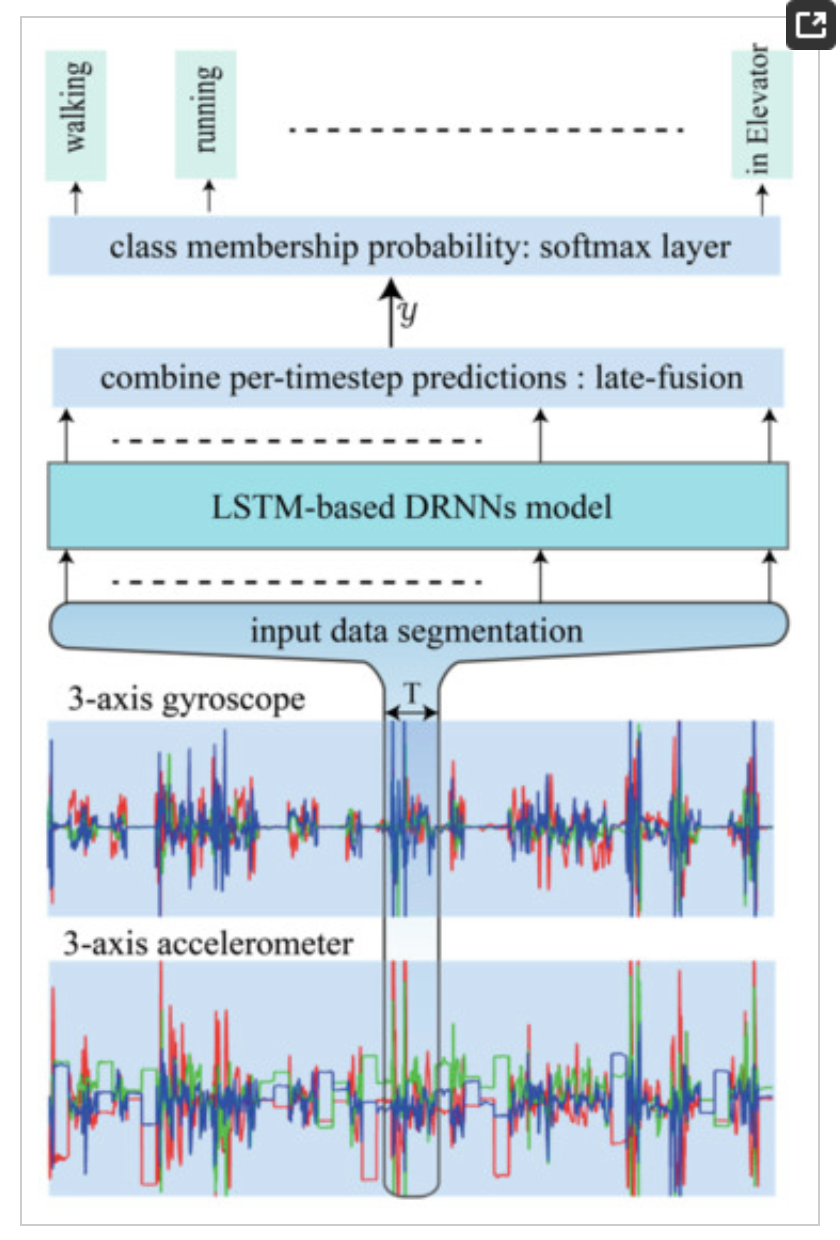 walking
running
in Elevator
class membership probability: softmax layer
y
combine per-timestep predictions : late-fusion
LSTM-based DRNNs model
input data segmentation
3-axis gyroscope
T
3-axis accelerometer